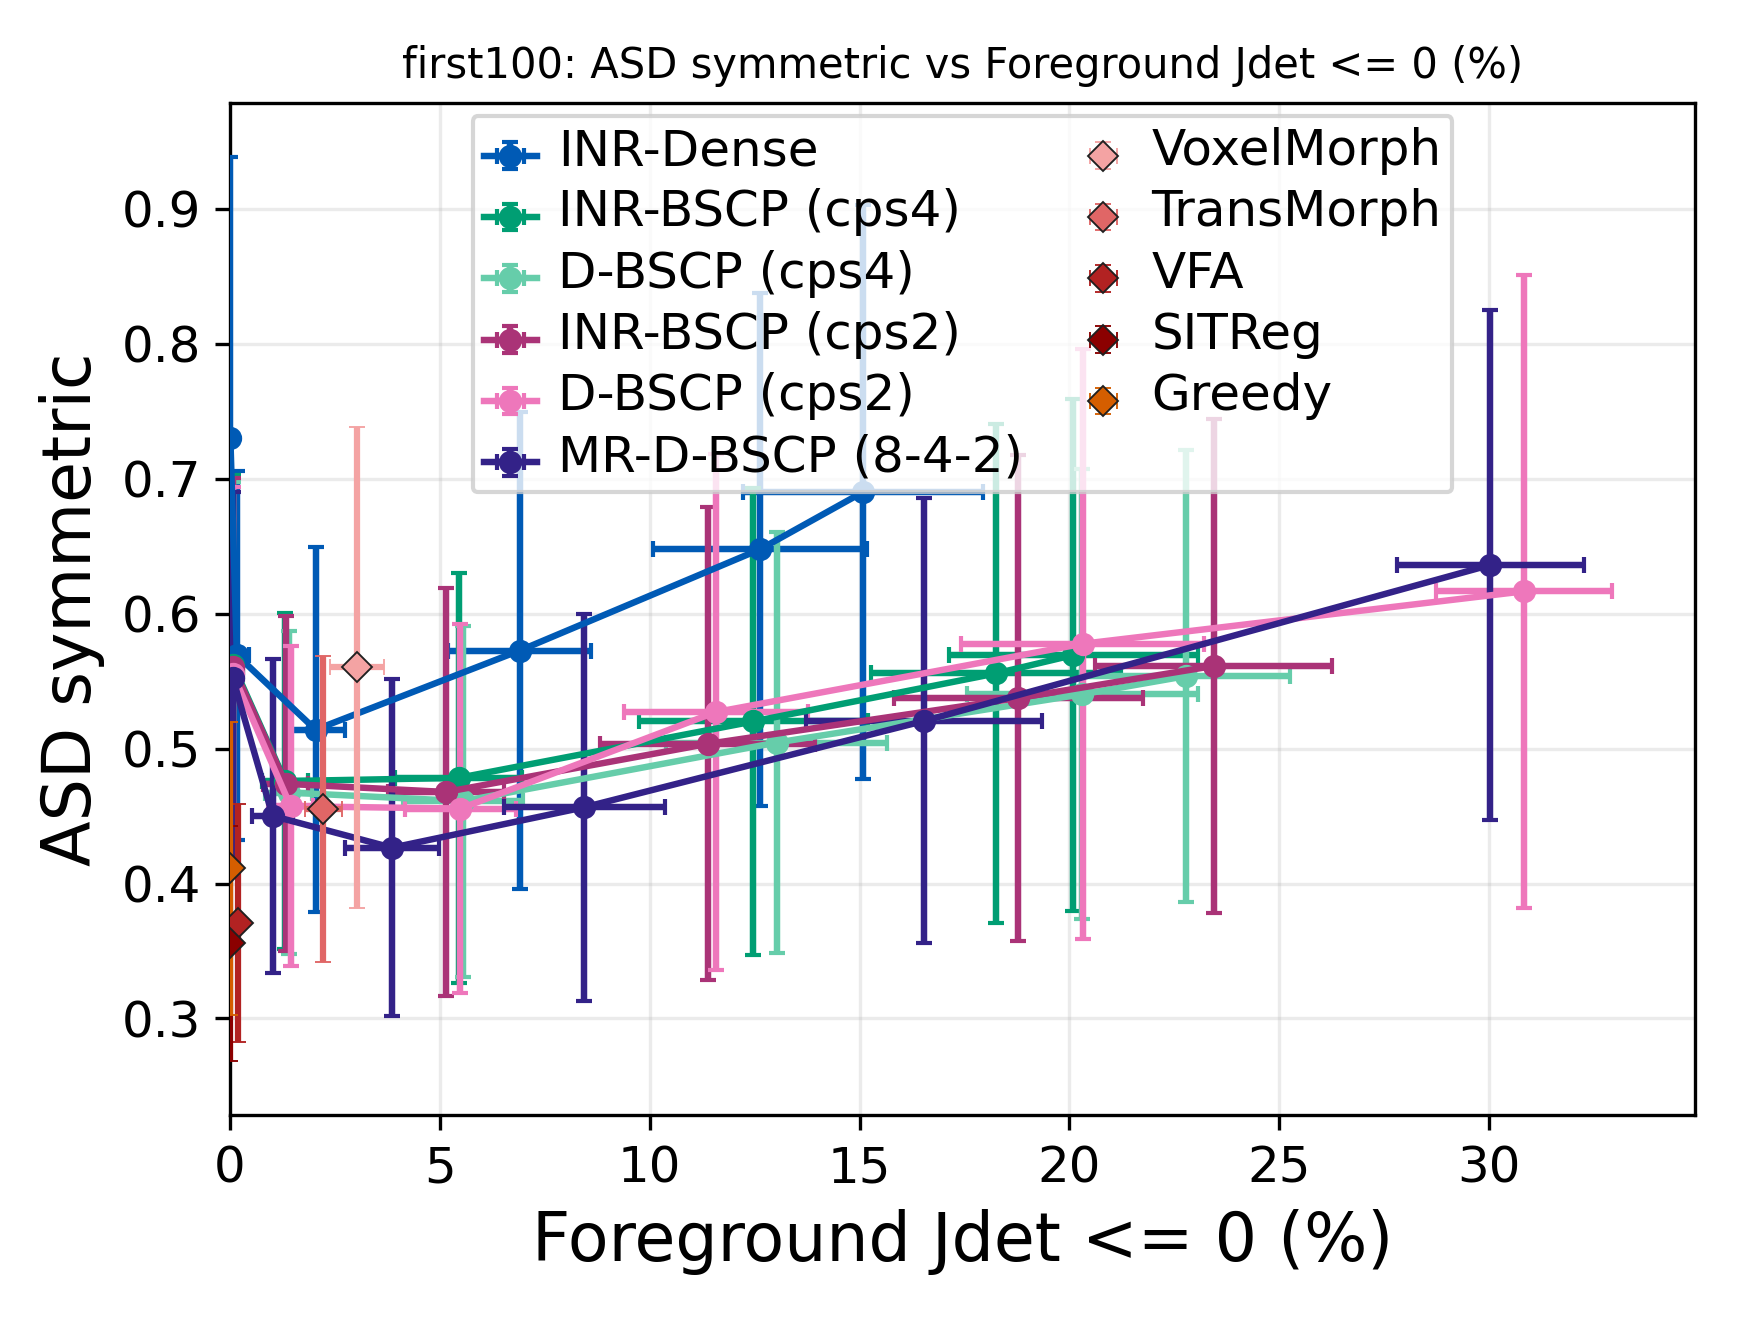 first100: ASD symmetric vs Foreground Jdet <= 0 (%)
INR-Dense
INR-BSCP (cps4)
D-BSCP (cps4)
INR-BSCP (cps2)
D-BSCP (cps2)
MR-D-BSCP (8-4-2)
VoxelMorph
TransMorph
VFA
SITReg
Greedy
ASD symmetric
0.9
0.8
0.7
0.6
0.5
0.4
0.3
0 5 10 15 20 25 30
Foreground Jdet <= 0 (%)